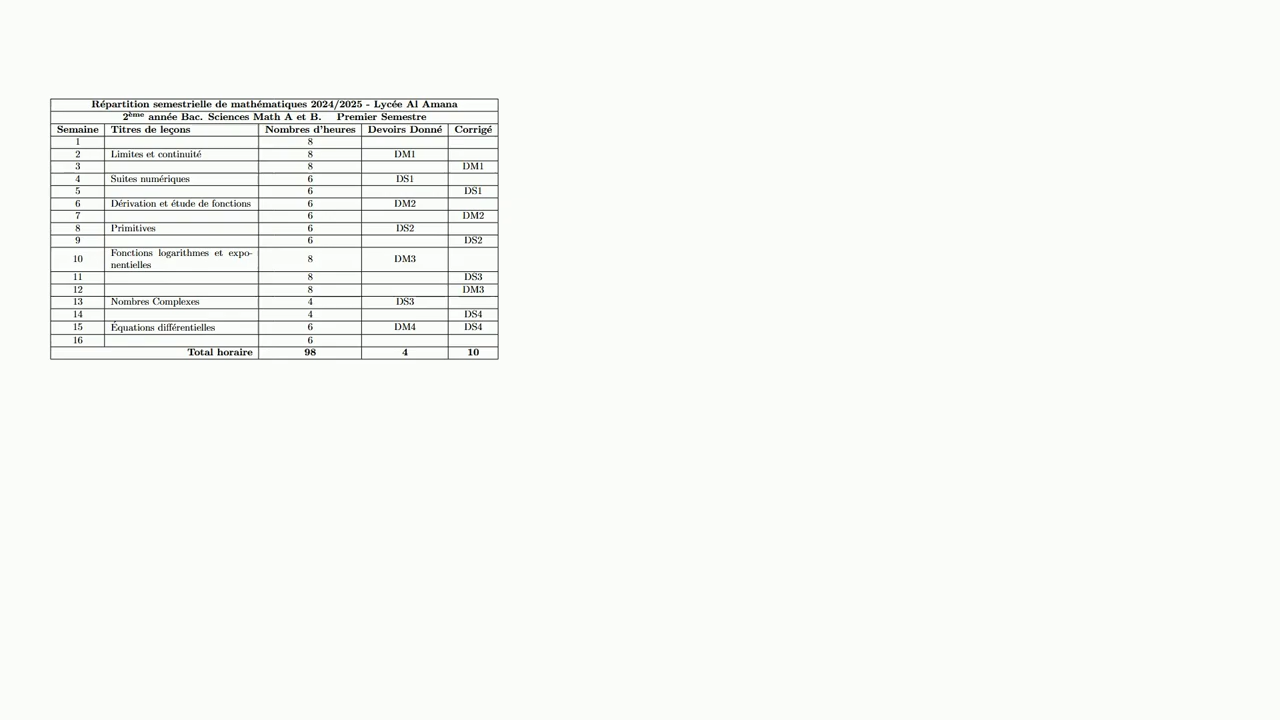 Répartition semestrielle de mathématiques 2024/2025 - Lycée Al Amana
2ème année Bac. Sciences Math A et B. Premier Semestre
Semaine Titres de leçons Nombres d'heures Devoirs Donné Corrigé
1 8
2 Limites et continuité 8 DM1
3 8 DM1
4 Suites numériques 6 DS1
5 6 DS1
6 Dérivation et étude de fonctions 6 DM2
7 6 DM2
8 Primitives 6 DS2
9 6 DS2
Fonctions logarithmes et expo-
10 8 DM3
nentielles
11 8 DS3
12 8 DM3
13 Nombres Complexes 4 DS3
14 4 DS4
15 Équations différentielles 6 DM4 DS4
16 6
Total horaire 98 4 10